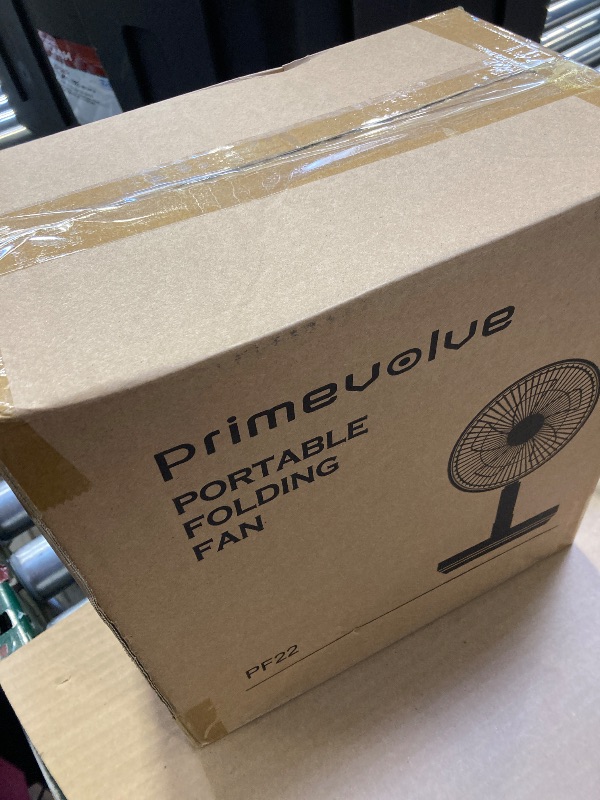 primevolve
PORTABLE
FOLDING
FAN
PF22